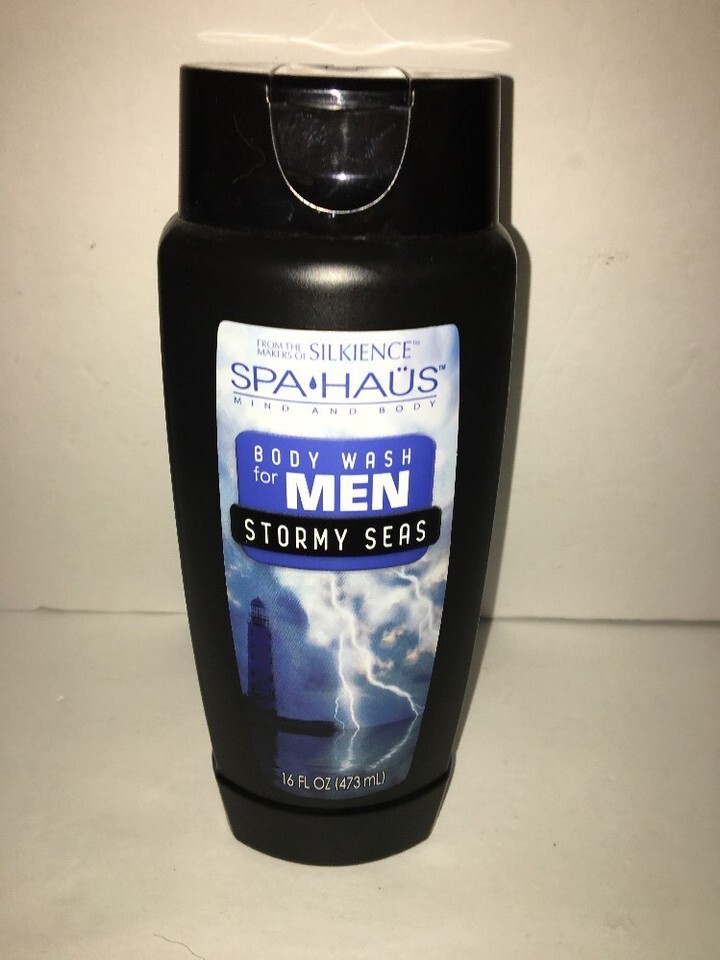 FROM THE
MAKERS OF SILKIENCE™
SPA HAÜS™
MIND AND BODY
BODY WASH
for MEN
STORMY SEAS
16 FL OZ (473 mL)